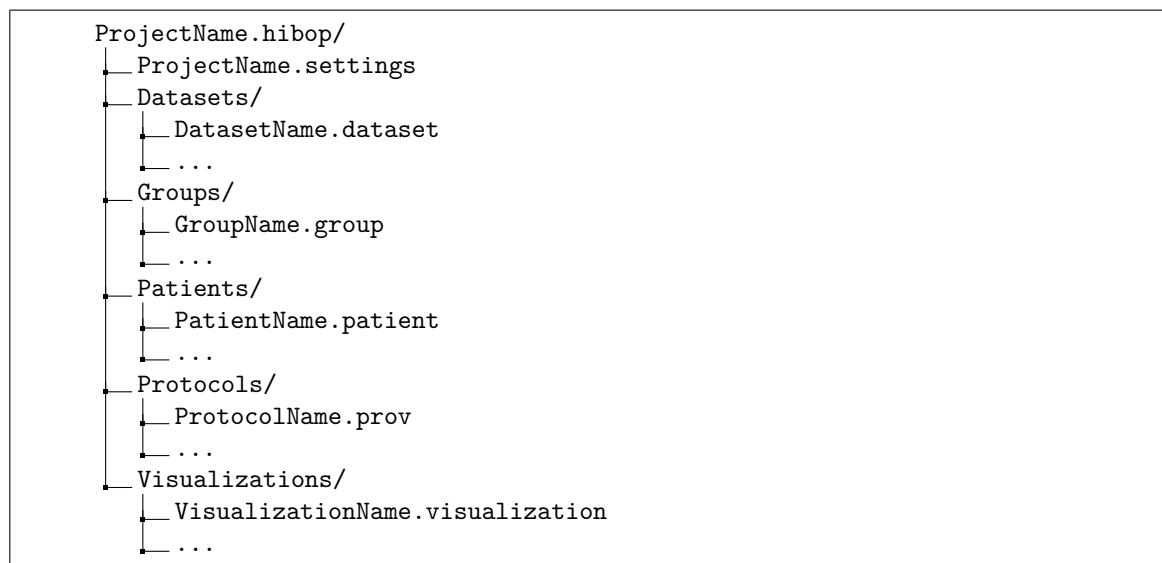 ProjectName.hibop/
ProjectName.settings
Datasets/
DatasetName.dataset
...
Groups/
GroupName.group
...
Patients/
PatientName.patient
...
Protocols/
ProtocolName.prov
...
Visualizations/
VisualizationName.visualization
...